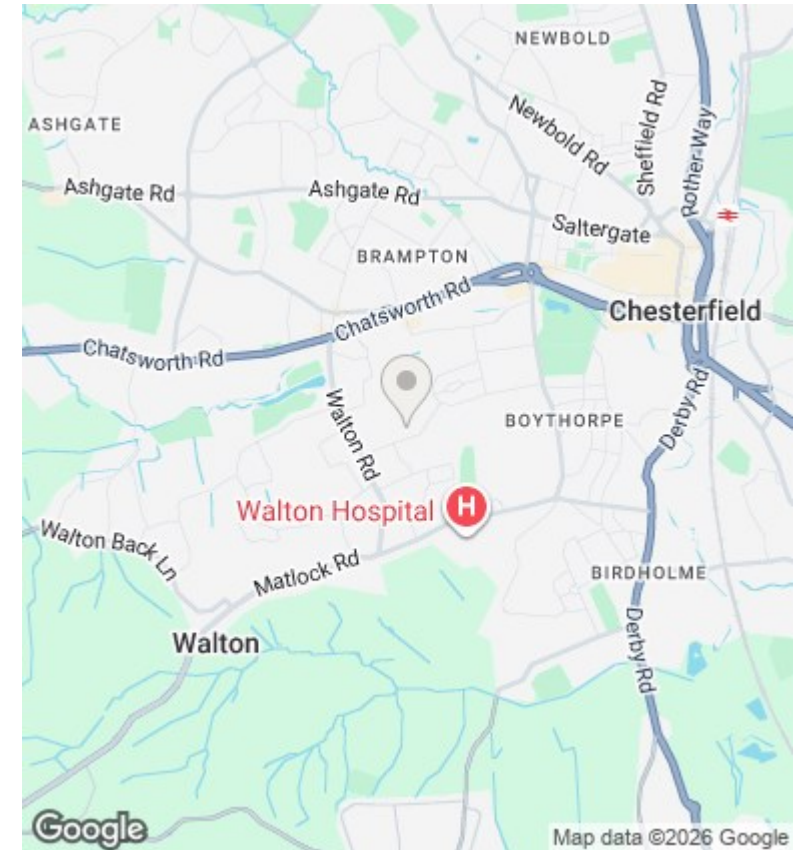 NEWBOLD
Newbold Rd
Sheffield Rd
Rother Way
ASHGATE
Ashgate Rd
Ashgate Rd
Saltergate
BRAMPTON
Chatsworth Rd
Chesterfield
Chatsworth Rd
Walton Rd
BOYTHORPE
Derby Rd
Walton Hospital
H
Walton Back Ln
Matlock Rd
BIRDHOLME
Walton
Derby Rd
Google
Map data ©2026 Google